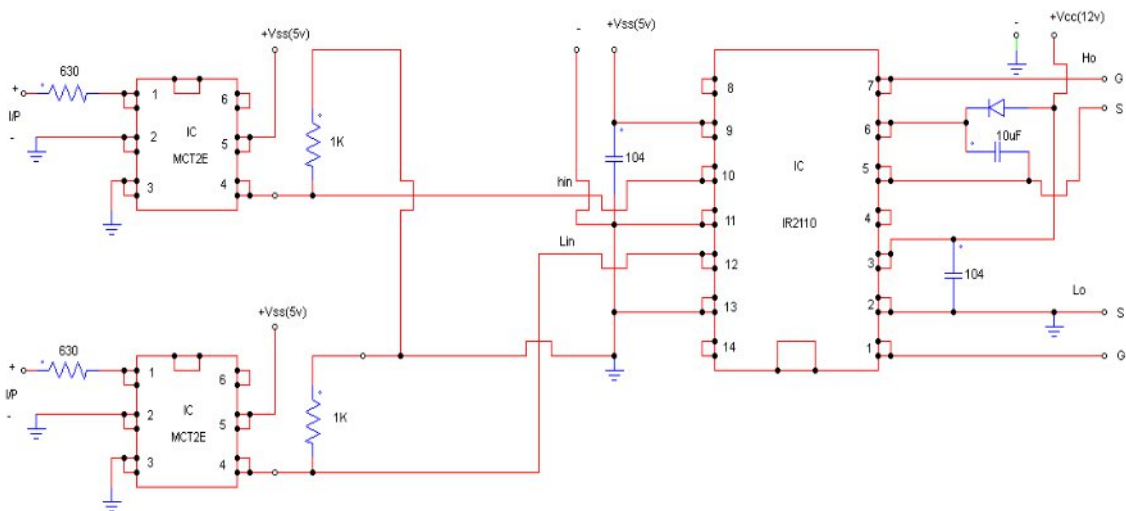 +Vss(5v)
630
+
I/P
-
1
2
3
6
5
4
IC
MCT2E
1K
hin
Lin
+Vss(5v)
630
+
I/P
-
1
2
3
6
5
4
IC
MCT2E
1K
-
+Vss(5v)
104
8
9
10
11
12
13
14
IC
IR2110
7
6
5
4
3
2
1
-
+Vcc(12v)
Ho
G
S
10uF
104
Lo
S
G